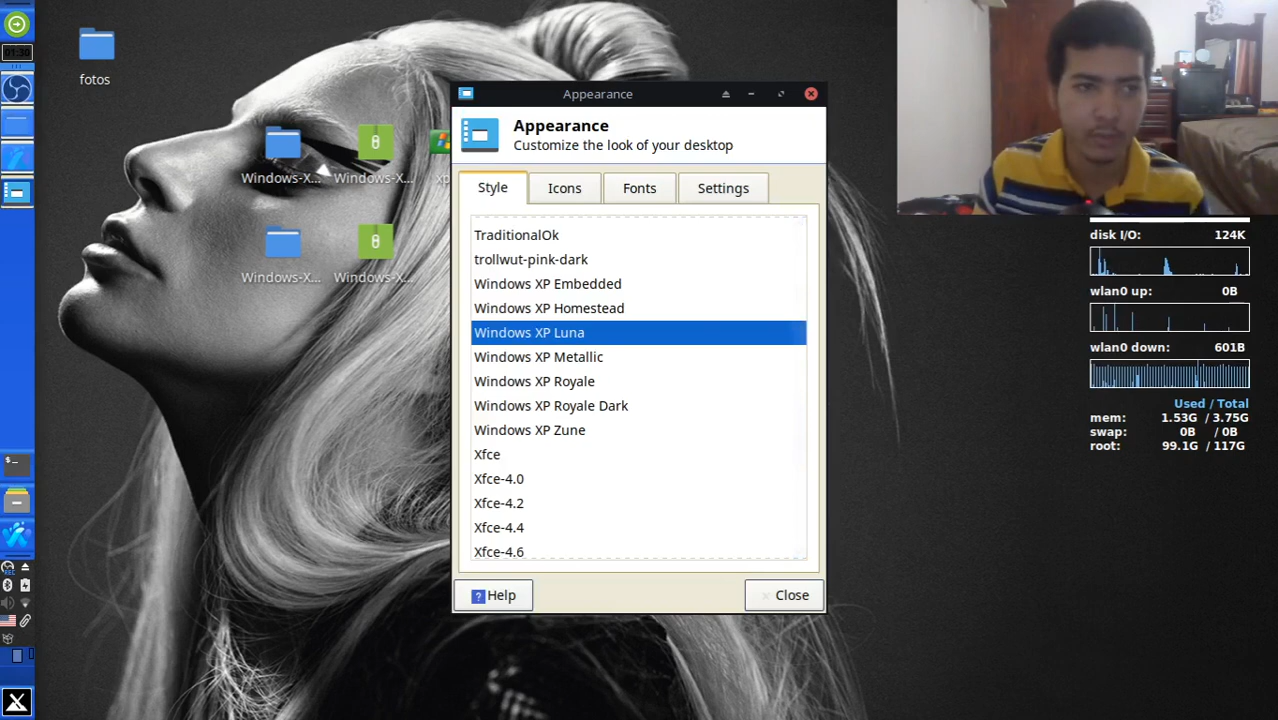 01:30
fotos
Windows-X...
Windows-X...
xp
Windows-X...
Windows-X...
Appearance
Appearance
Customize the look of your desktop
Style
Icons
Fonts
Settings
TraditionalOk
trollwut-pink-dark
Windows XP Embedded
Windows XP Homestead
Windows XP Luna
Windows XP Metallic
Windows XP Royale
Windows XP Royale Dark
Windows XP Zune
Xfce
Xfce-4.0
Xfce-4.2
Xfce-4.4
Xfce-4.6
Help
Close
disk I/O: 124K
wlan0 up: 0B
wlan0 down: 601B
Used / Total
mem: 1.53G / 3.75G
swap: 0B / 0B
root: 99.1G / 117G
$_
REC